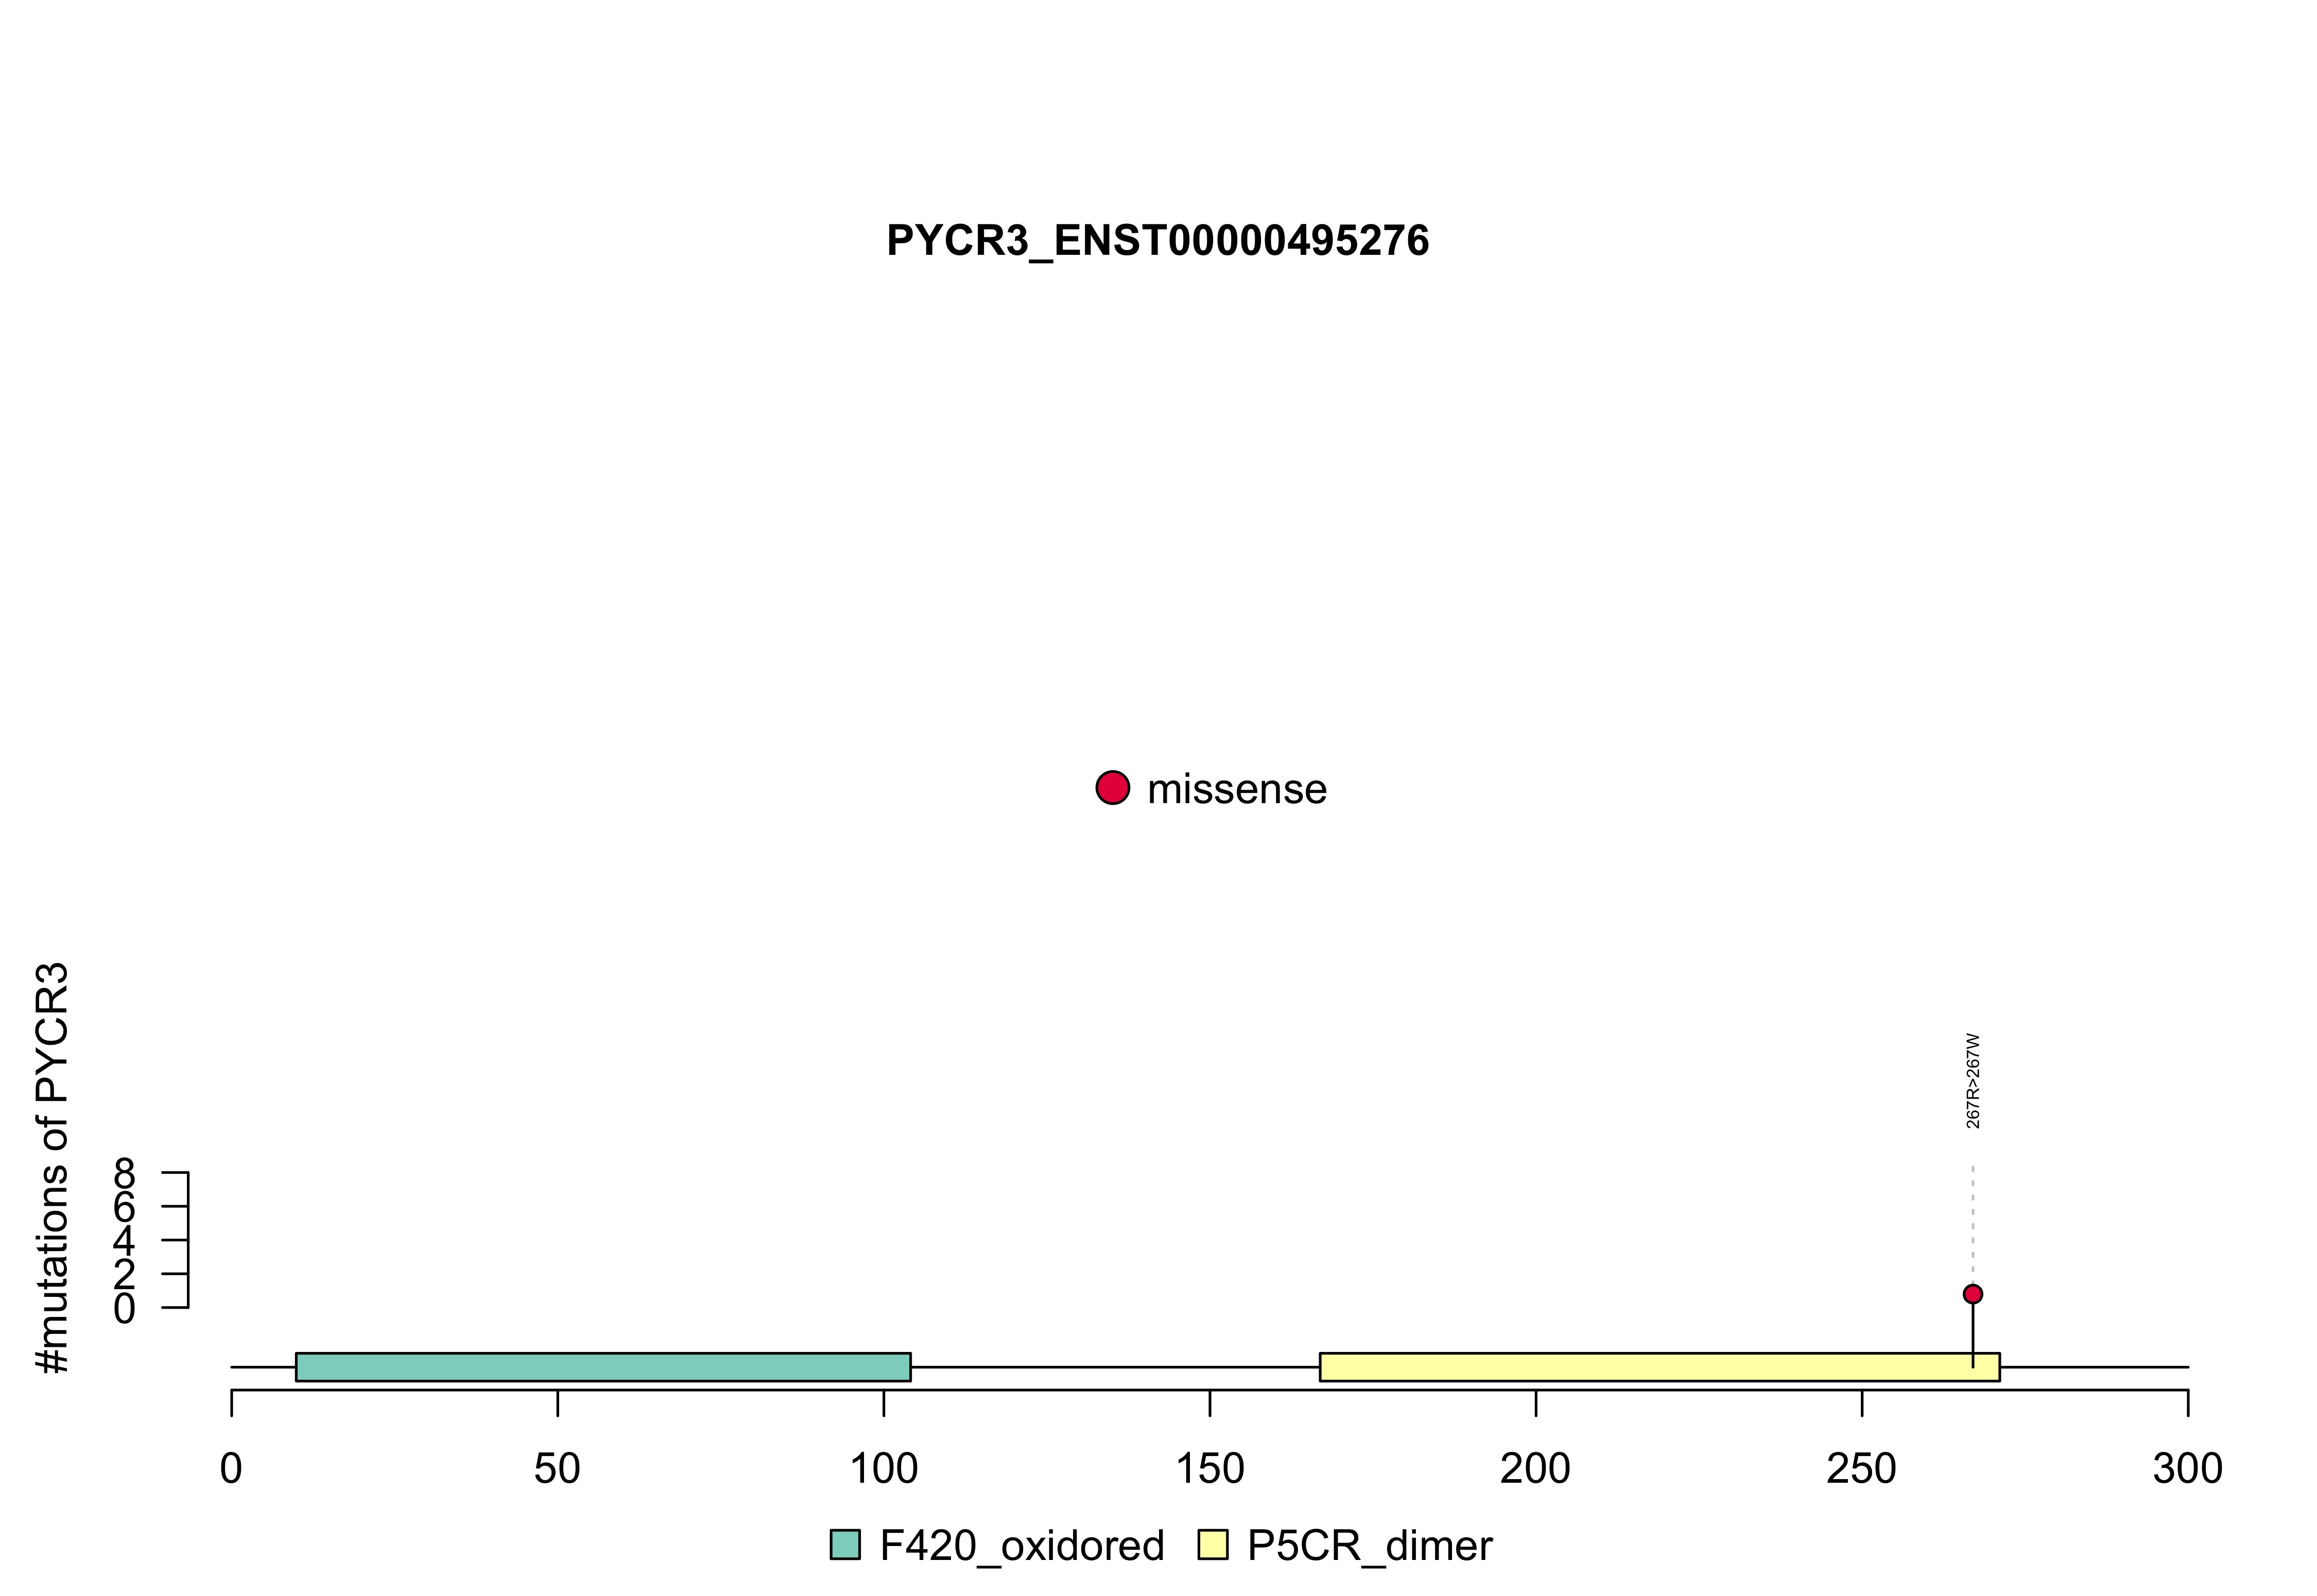 PYCR3_ENST00000495276
missense
#mutations of PYCR3
267R>267W
8
6
4
2
0
0 50 100 150 200 250 300
F420_oxidored P5CR_dimer